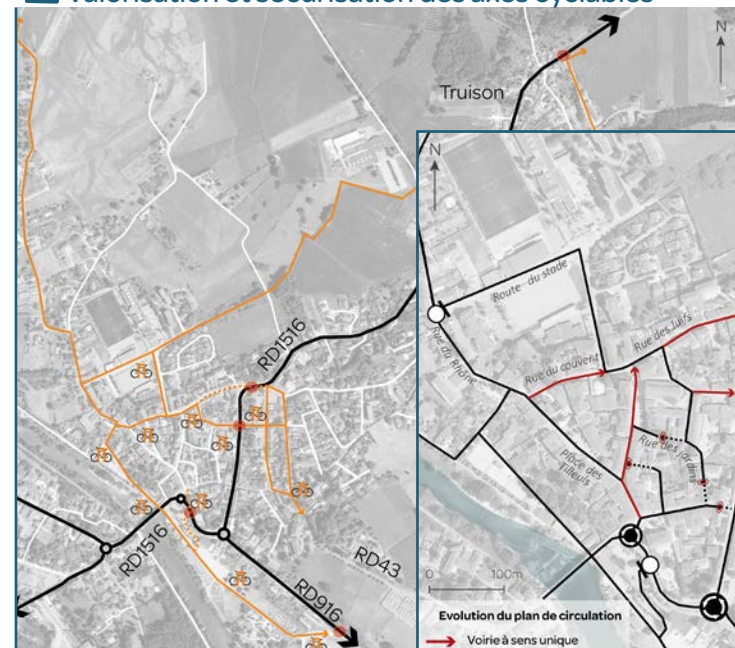 Valorisation et sécurisation des axes cyclables
N
Truison
RD1516
RD1516
RD916
RD43
N
Route du stade
Rue du Rhône
Rue du couvent
Rue des Juifs
Rue des jardins
Place des Tilleuls
0 100m
Evolution du plan de circulation
Voirie à sens unique